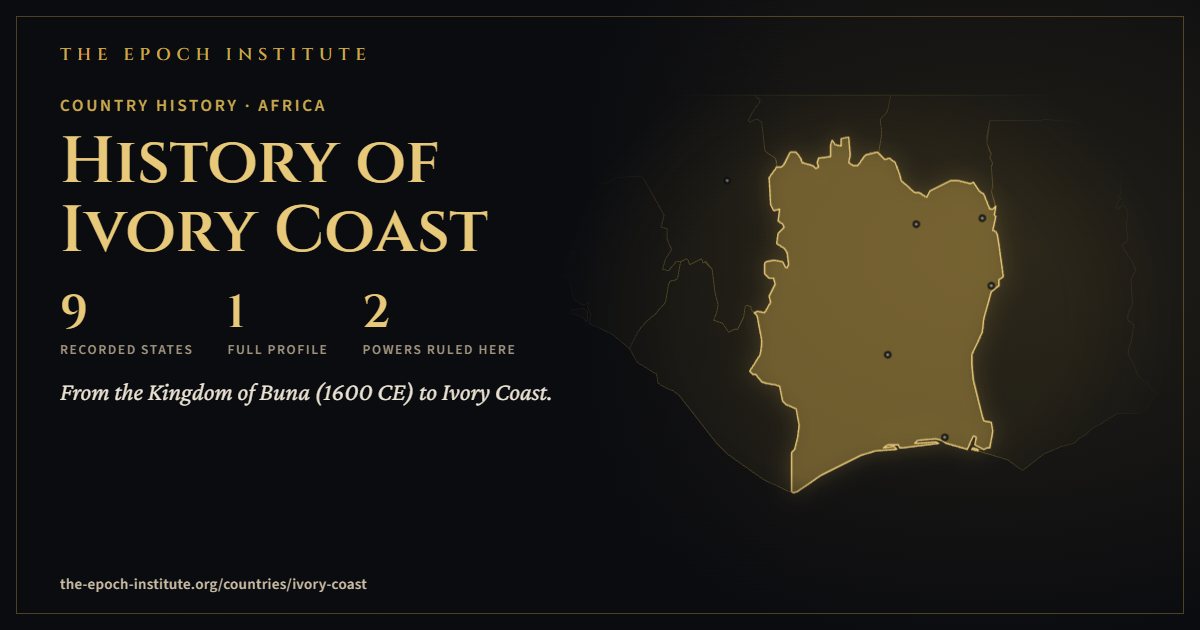 THE EPOCH INSTITUTE
COUNTRY HISTORY · AFRICA
History of
Ivory Coast
9 1 2
RECORDED STATES FULL PROFILE POWERS RULED HERE
From the Kingdom of Buna (1600 CE) to Ivory Coast.
the-epoch-institute.org/countries/ivory-coast